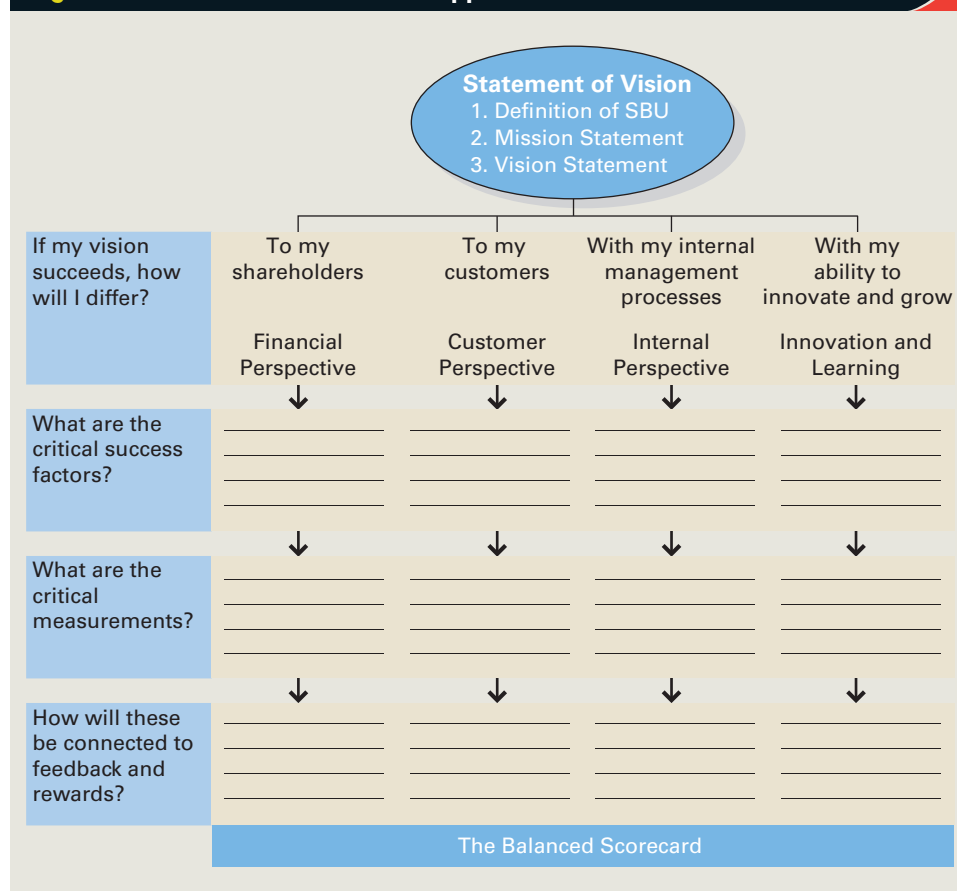 Statement of Vision
1. Definition of SBU
2. Mission Statement
3. Vision Statement
If my vision
succeeds, how
will I differ?
To my
shareholders
To my
customers
With my internal
management
processes
With my
ability to
innovate and grow
Financial
Perspective
Customer
Perspective
Internal
Perspective
Innovation and
Learning
What are the
critical success
factors?
What are the
critical
measurements?
How will these
be connected to
feedback and
rewards?
The Balanced Scorecard